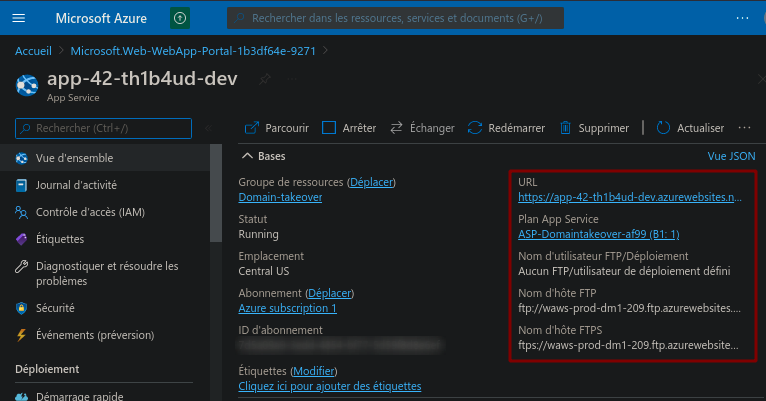 Microsoft Azure
Rechercher dans les ressources, services et documents (G+/)
Accueil > Microsoft.Web-WebApp-Portal-1b3df64e-9271 >
app-42-th1b4ud-dev
App Service
Rechercher (Ctrl+/)
Vue d'ensemble
Journal d'activité
Contrôle d'accès (IAM)
Étiquettes
Diagnostiquer et résoudre les
problèmes
Sécurité
Événements (préversion)
Déploiement
Démarrage rapide
Parcourir
Arrêter
Échanger
Redémarrer
Supprimer
Actualiser
Bases
Vue JSON
Groupe de ressources (Déplacer)
Domain-takeover
Statut
Running
Emplacement
Central US
Abonnement (Déplacer)
Azure subscription 1
ID d'abonnement
Étiquettes (Modifier)
Cliquez ici pour ajouter des étiquettes
URL
https://app-42-th1b4ud-dev.azurewebsites.n...
Plan App Service
ASP-Domaintakeover-af99 (B1: 1)
Nom d'utilisateur FTP/Déploiement
Aucun FTP/utilisateur de déploiement défini
Nom d'hôte FTP
ftp://waws-prod-dm1-209.ftp.azurewebsites....
Nom d'hôte FTPS
ftps://waws-prod-dm1-209.ftp.azurewebsite...